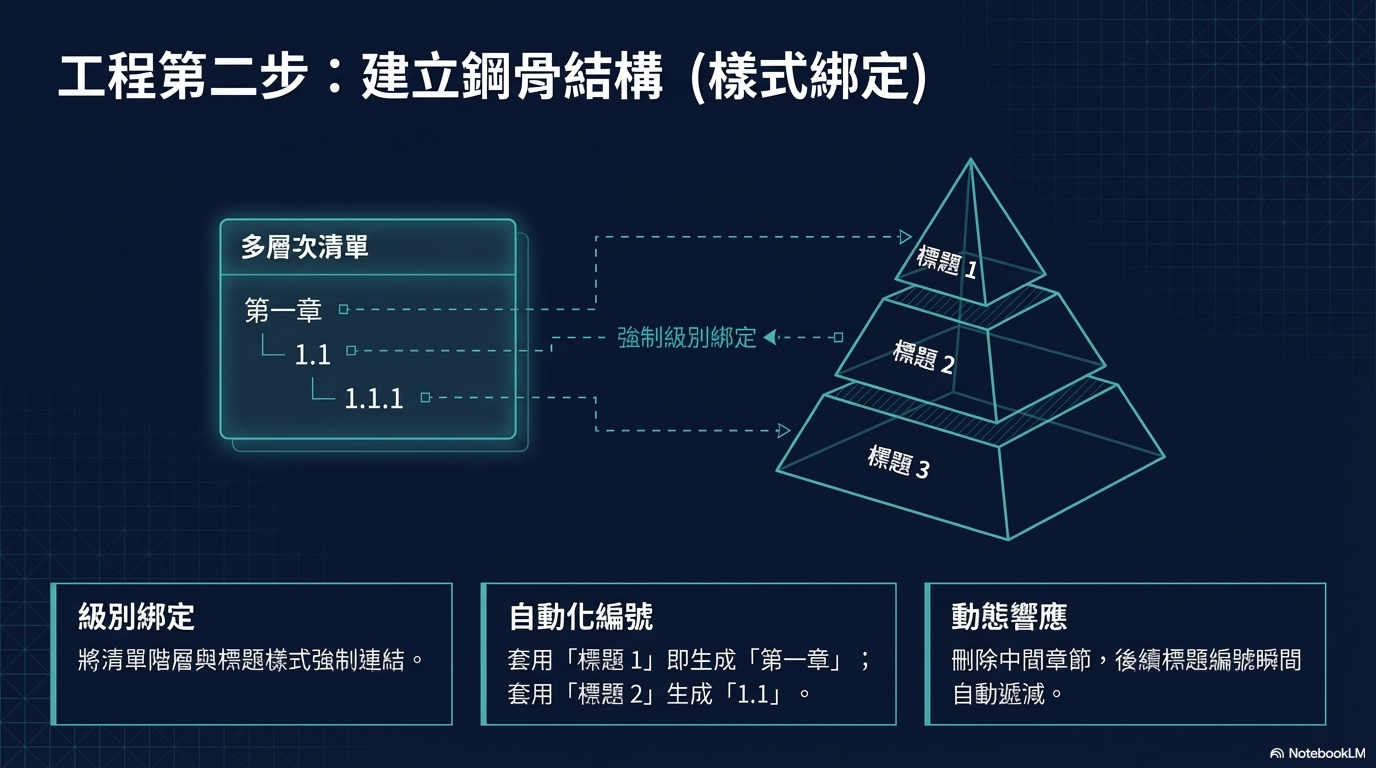 工程第二步：建立鋼骨結構 (樣式綁定)
多層次清單
第一章
1.1
1.1.1
強制級別綁定
標題 1
標題 2
標題 3
級別綁定
將清單階層與標題樣式強制連結。
自動化編號
套用「標題 1」即生成「第一章」；
套用「標題 2」生成「1.1」。
動態響應
刪除中間章節，後續標題編號瞬間
自動遞減。
NotebookLM